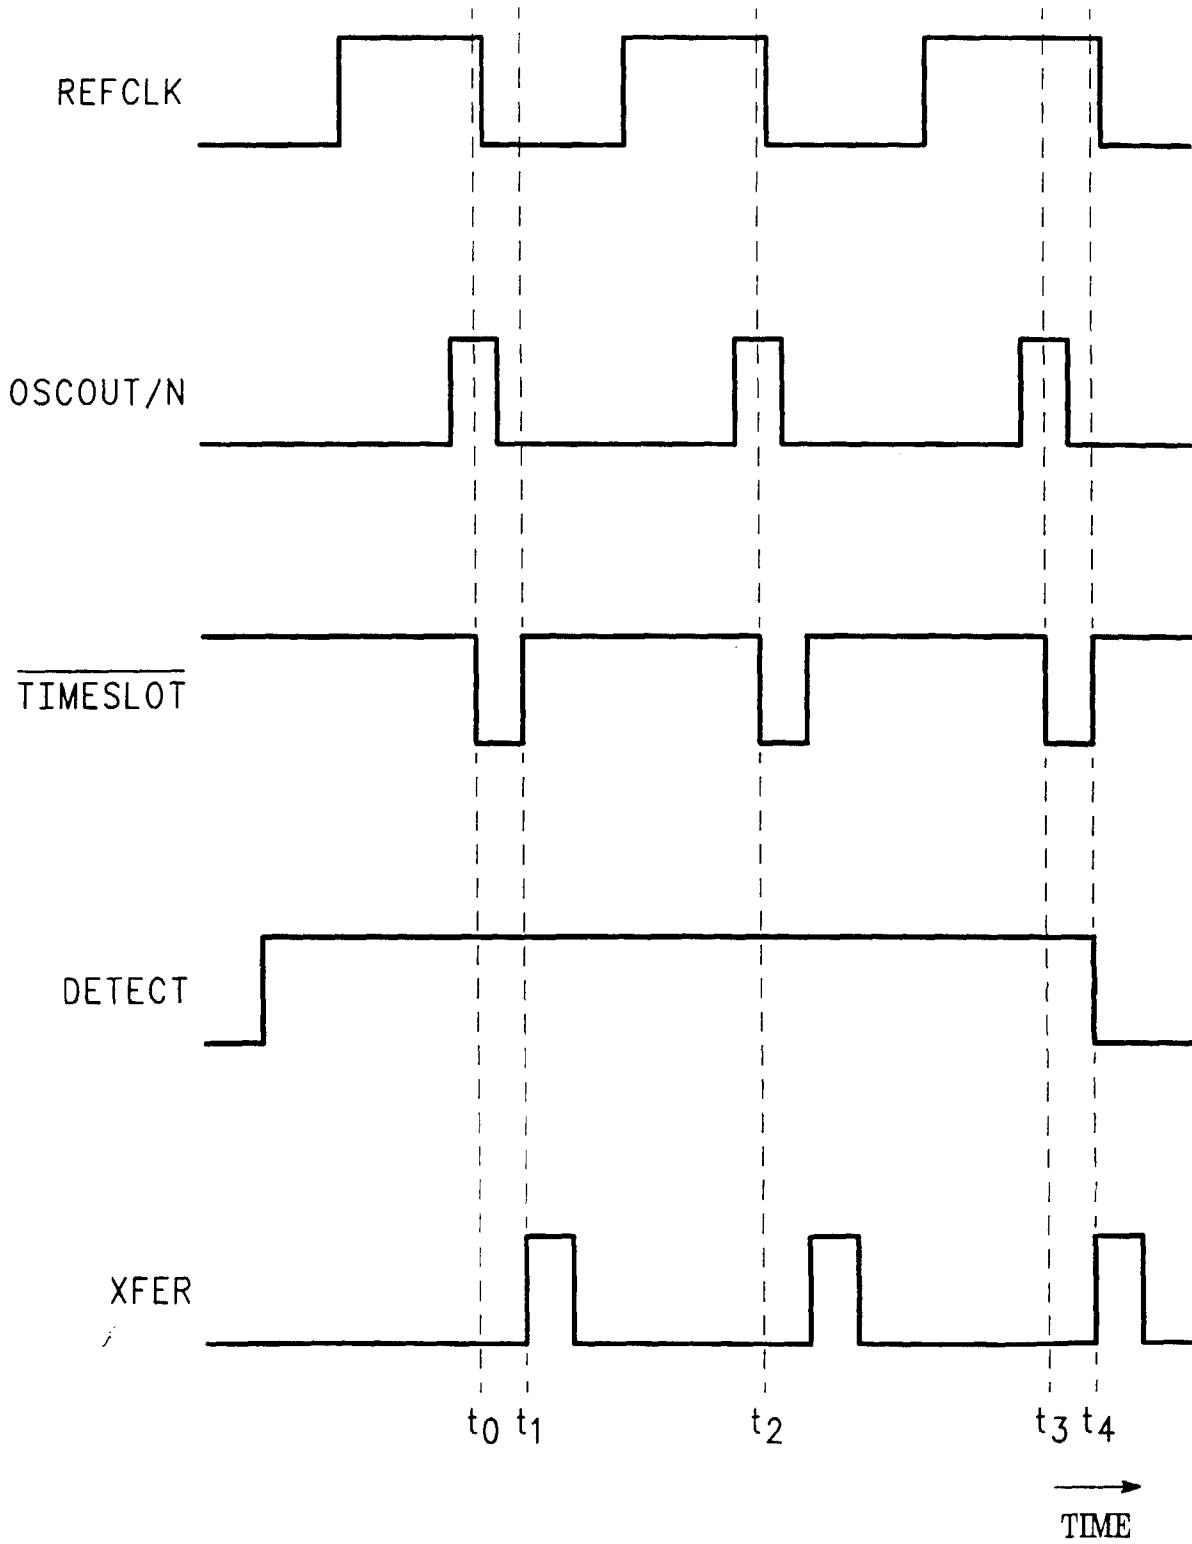 REFCLK
OSCOUT/N
TIMESLOT
DETECT
XFER
t0 t1 t2 t3 t4
TIME